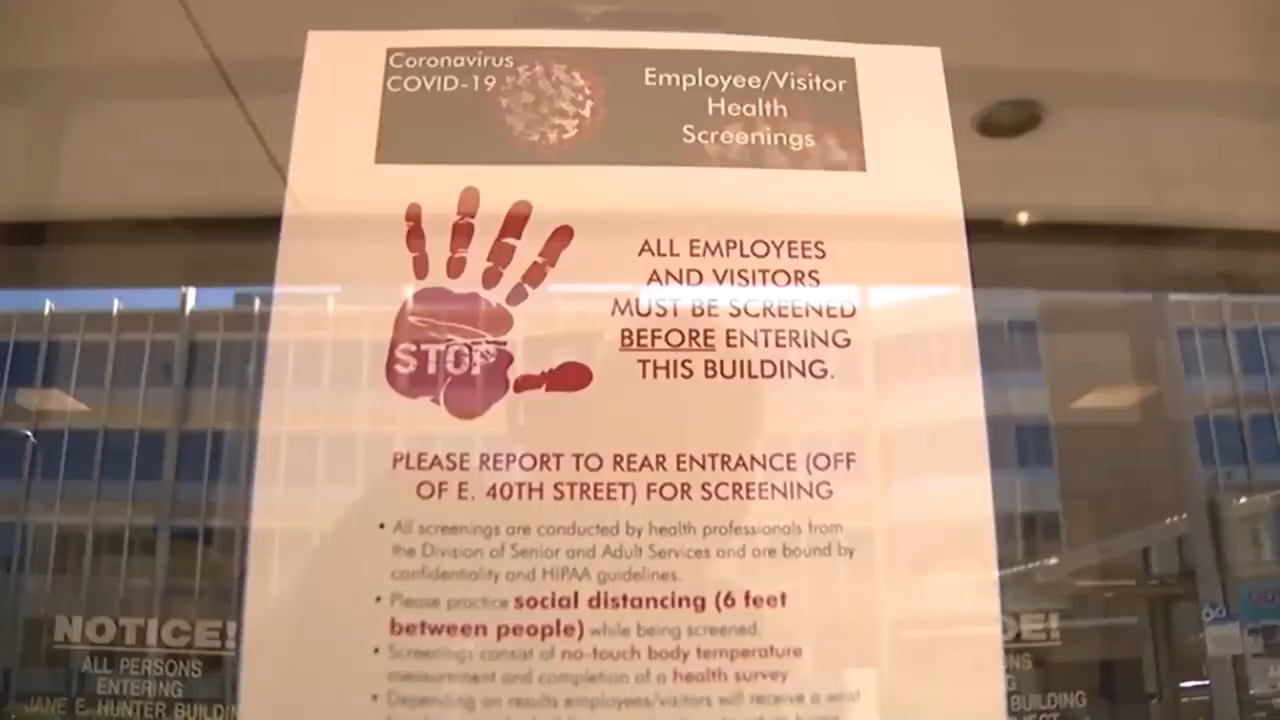 Coronavirus
COVID-19
Employee/Visitor
Health
Screenings
STOP
ALL EMPLOYEES
AND VISITORS
MUST BE SCREENED
BEFORE ENTERING
THIS BUILDING.
PLEASE REPORT TO REAR ENTRANCE (OFF
OF E. 40TH STREET) FOR SCREENING
• All screenings are conducted by health professionals from
the Division of Senior and Adult Services and are bound by
confidentiality and HIPAA guidelines.
• Please practice social distancing (6 feet
between people) while being screened.
• Screenings consist of no-touch body temperature
measurement and completion of a health survey
• Depending on results employees/visitors will receive a wrist
NOTICE!
ALL PERSONS
ENTERING
JANE E. HUNTER BUILDIN
BUILDING